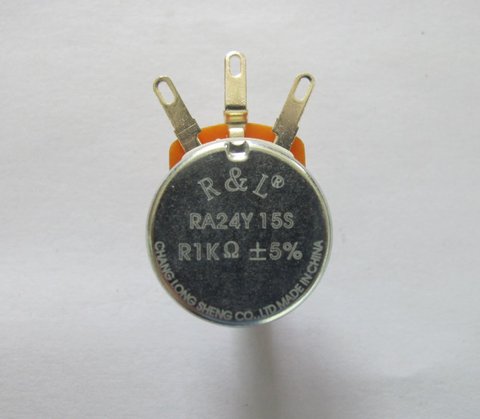 R&L®
RA24Y 15S
R1KΩ ±5%
CHANG LONG SHENG CO., LTD MADE IN CHINA